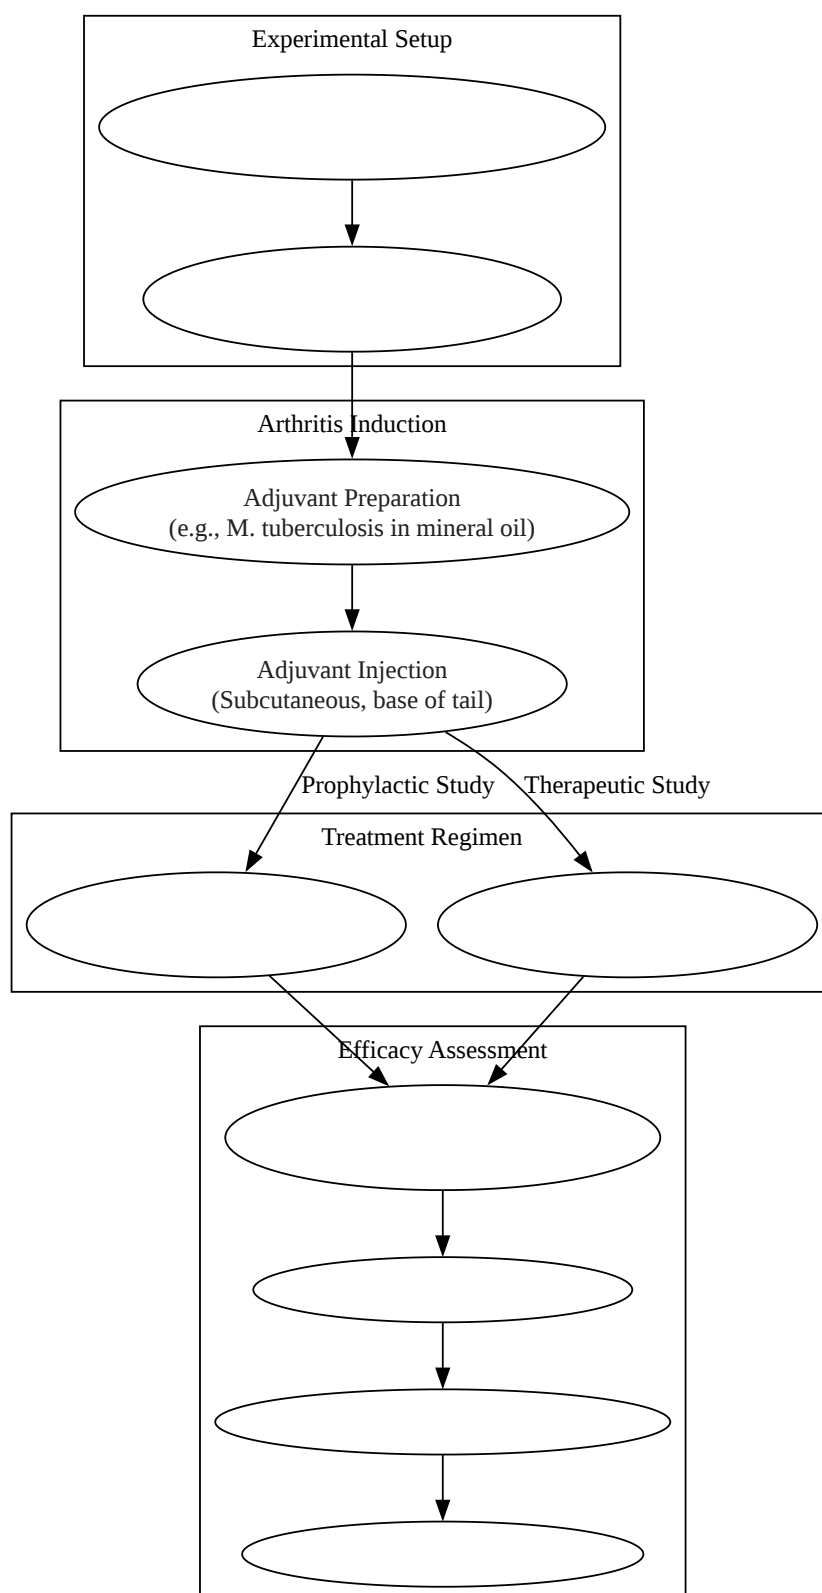 Experimental Setup
Arthritis Induction
Adjuvant Preparation
(e.g., M. tuberculosis in mineral oil)
Adjuvant Injection
(Subcutaneous, base of tail)
Prophylactic Study
Therapeutic Study
Treatment Regimen
Efficacy Assessment